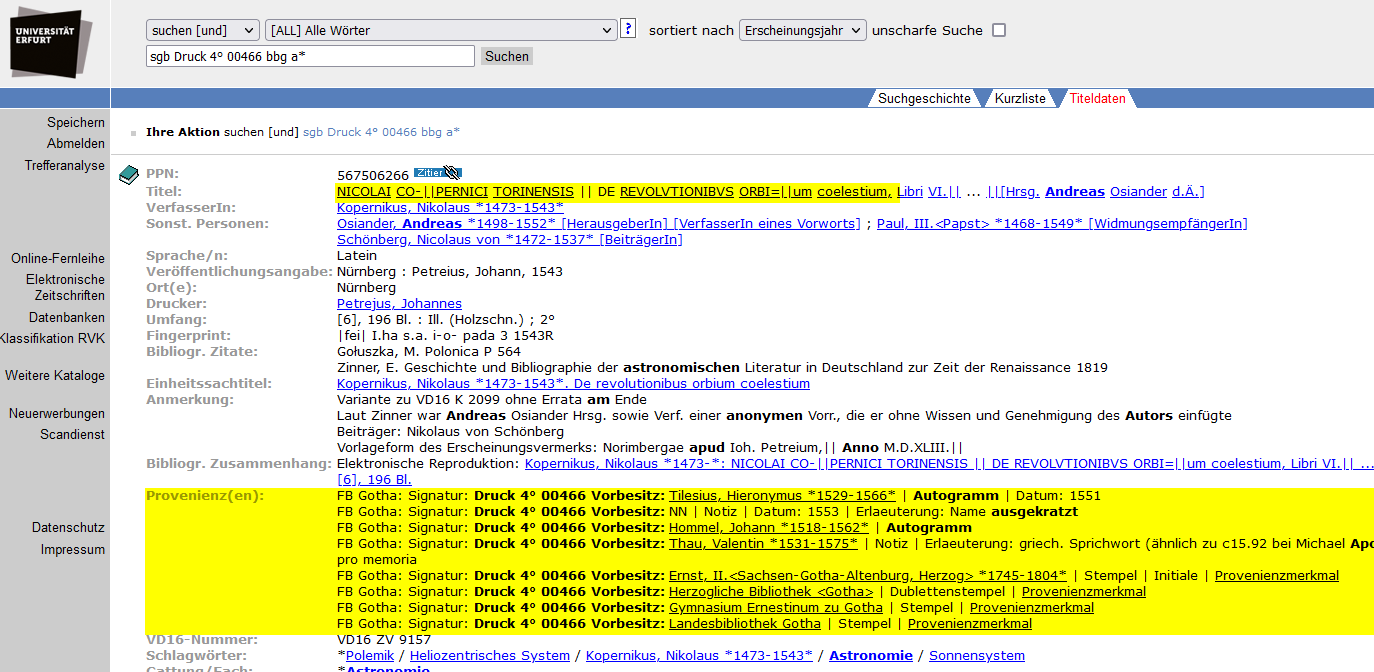 UNIVERSITÄT
ERFURT
suchen [und] [ALL] Alle Wörter ? sortiert nach Erscheinungsjahr unscharfe Suche
sgb Druck 4° 00466 bbg a* Suchen
Suchgeschichte Kurzliste Titeldaten
Speichern
Abmelden
Trefferanalyse
Online-Fernleihe
Elektronische
Zeitschriften
Datenbanken
Klassifikation RVK
Weitere Kataloge
Neuerwerbungen
Scandienst
Datenschutz
Impressum
Ihre Aktion suchen [und] sgb Druck 4° 00466 bbg a*
PPN: 567506266 Zitier
Titel: NICOLAI CO-||PERNICI TORINENSIS || DE REVOLVTIONIBVS ORBI=||um coelestium, Libri VI.|| ... ||[Hrsg. Andreas Osiander d.Ä.]
VerfasserIn: Kopernikus, Nikolaus *1473-1543*
Sonst. Personen: Osiander, Andreas *1498-1552* [HerausgeberIn] [VerfasserIn eines Vorworts] ; Paul, III.<Papst> *1468-1549* [WidmungsempfängerIn]
Schönberg, Nicolaus von *1472-1537* [BeiträgerIn]
Sprache/n: Latein
Veröffentlichungsangabe: Nürnberg : Petreius, Johann, 1543
Ort(e): Nürnberg
Drucker: Petrejus, Johannes
Umfang: [6], 196 Bl. : Ill. (Holzschn.) ; 2°
Fingerprint: |fei| I.ha s.a. i-o- pada 3 1543R
Bibliogr. Zitate: Gołuszka, M. Polonica P 564
Zinner, E. Geschichte und Bibliographie der astronomischen Literatur in Deutschland zur Zeit der Renaissance 1819
Einheitssachtitel: Kopernikus, Nikolaus *1473-1543*. De revolutionibus orbium coelestium
Anmerkung: Variante zu VD16 K 2099 ohne Errata am Ende
Laut Zinner war Andreas Osiander Hrsg. sowie Verf. einer anonymen Vorr., die er ohne Wissen und Genehmigung des Autors einfügte
Beiträger: Nikolaus von Schönberg
Vorlageform des Erscheinungsvermerks: Norimbergae apud Ioh. Petreium,|| Anno M.D.XLIII.||
Bibliogr. Zusammenhang: Elektronische Reproduktion: Kopernikus, Nikolaus *1473-*: NICOLAI CO-||PERNICI TORINENSIS || DE REVOLVTIONIBVS ORBI=||um coelestium, Libri VI.|| ...
[6], 196 Bl.
Provenienz(en): FB Gotha: Signatur: Druck 4° 00466 Vorbesitz: Tilesius, Hieronymus *1529-1566* | Autogramm | Datum: 1551
FB Gotha: Signatur: Druck 4° 00466 Vorbesitz: NN | Notiz | Datum: 1553 | Erlaeuterung: Name ausgekratzt
FB Gotha: Signatur: Druck 4° 00466 Vorbesitz: Hommel, Johann *1518-1562* | Autogramm
FB Gotha: Signatur: Druck 4° 00466 Vorbesitz: Thau, Valentin *1531-1575* | Notiz | Erlaeuterung: griech. Sprichwort (ähnlich zu c15.92 bei Michael Apo
pro memoria
FB Gotha: Signatur: Druck 4° 00466 Vorbesitz: Ernst, II.<Sachsen-Gotha-Altenburg, Herzog> *1745-1804* | Stempel | Initiale | Provenienzmerkmal
FB Gotha: Signatur: Druck 4° 00466 Vorbesitz: Herzogliche Bibliothek <Gotha> | Dublettenstempel | Provenienzmerkmal
FB Gotha: Signatur: Druck 4° 00466 Vorbesitz: Gymnasium Ernestinum zu Gotha | Stempel | Provenienzmerkmal
FB Gotha: Signatur: Druck 4° 00466 Vorbesitz: Landesbibliothek Gotha | Stempel | Provenienzmerkmal
VD16-Nummer: VD16 ZV 9157
Schlagwörter: *Polemik / Heliozentrisches System / Kopernikus, Nikolaus *1473-1543* / Astronomie / Sonnensystem
Gattung/Fach: *Astronomie